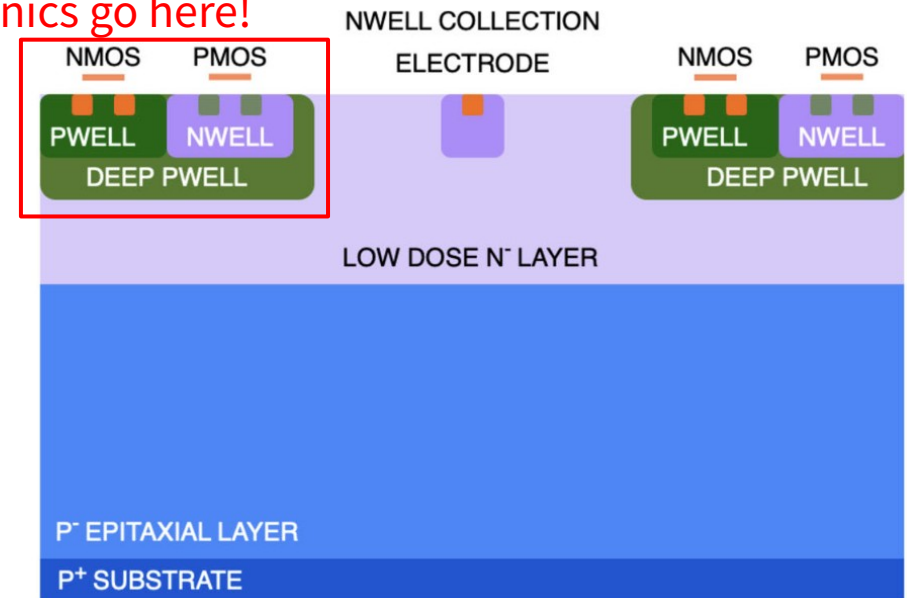 nics go here!
NWELL COLLECTION
ELECTRODE
NMOS PMOS
NMOS PMOS
PWELL NWELL
DEEP PWELL
PWELL NWELL
DEEP PWELL
LOW DOSE N⁻ LAYER
P⁻ EPITAXIAL LAYER
P⁺ SUBSTRATE